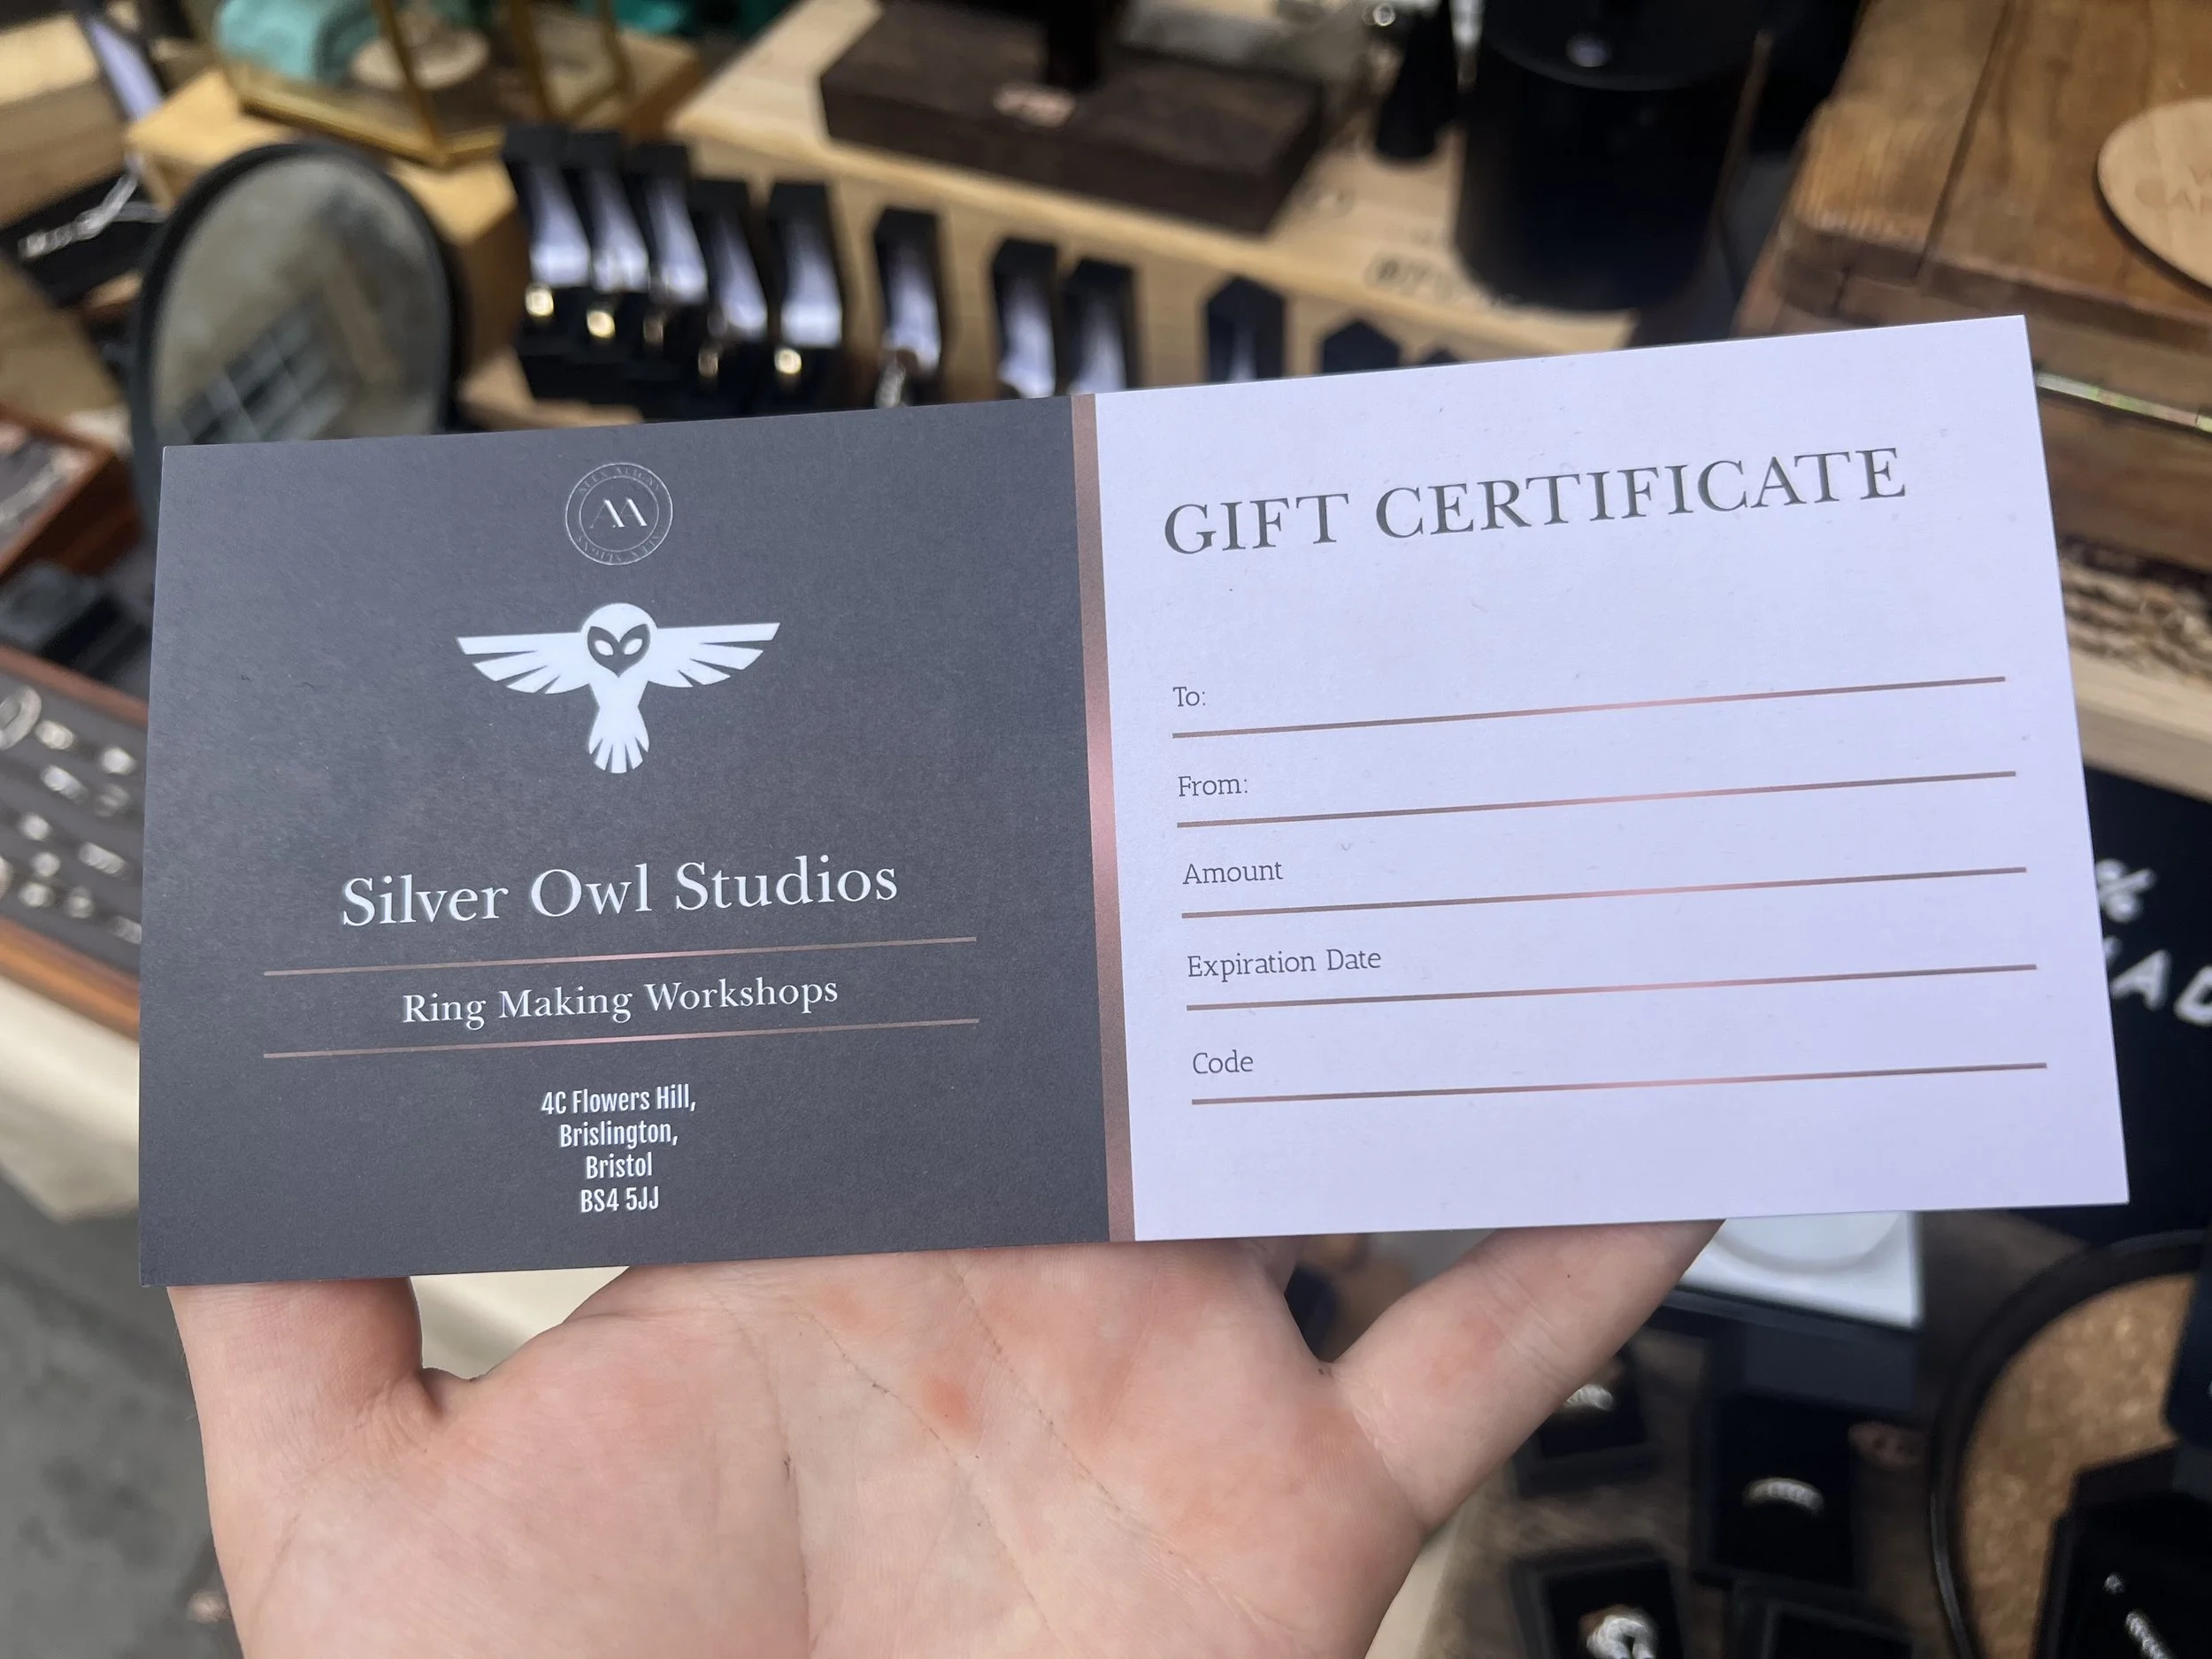 AA
Silver Owl Studios
Ring Making Workshops
4C Flowers Hill,
Brislington,
Bristol
BS4 5JJ
GIFT CERTIFICATE
To:
From:
Amount
Expiration Date
Code